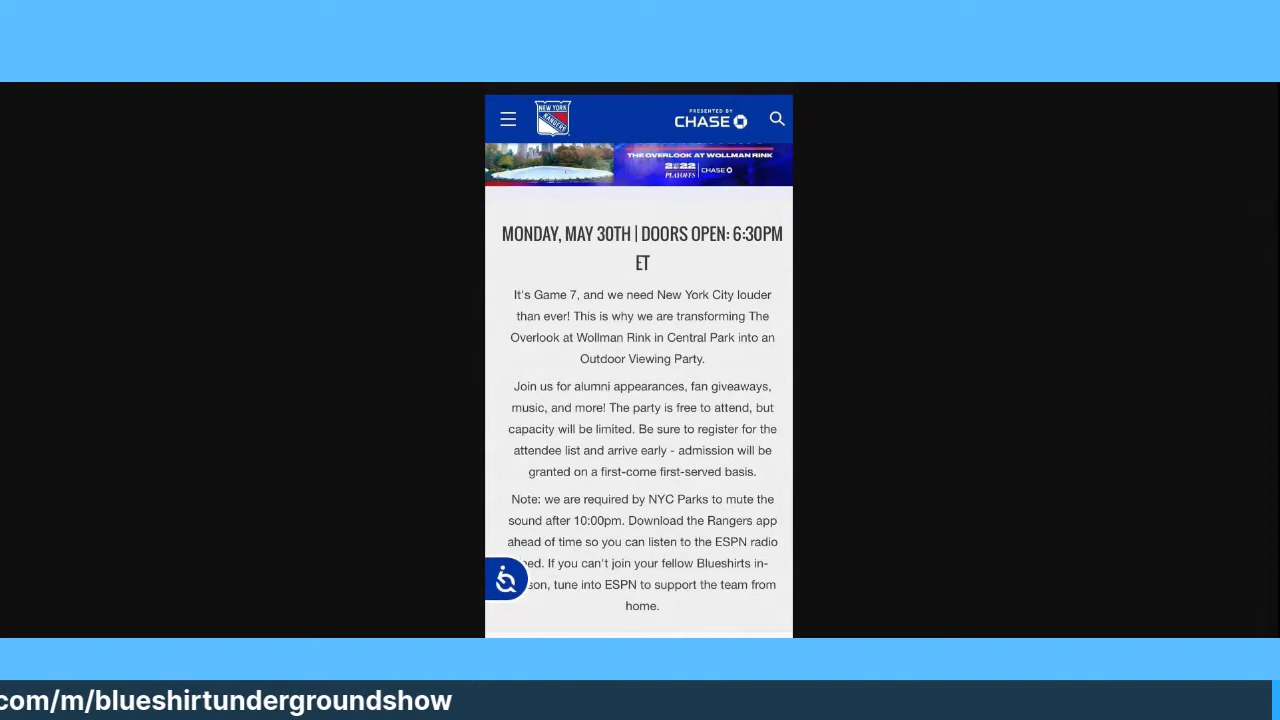 NEW YORK
RANGERS
PRESENTED BY
CHASE
THE OVERLOOK AT WOLLMAN RINK
2022
PLAYOFFS
CHASE
MONDAY, MAY 30TH | DOORS OPEN: 6:30PM
ET
It's Game 7, and we need New York City louder
than ever! This is why we are transforming The
Overlook at Wollman Rink in Central Park into an
Outdoor Viewing Party.
Join us for alumni appearances, fan giveaways,
music, and more! The party is free to attend, but
capacity will be limited. Be sure to register for the
attendee list and arrive early - admission will be
granted on a first-come first-served basis.
Note: we are required by NYC Parks to mute the
sound after 10:00pm. Download the Rangers app
ahead of time so you can listen to the ESPN radio
If you can't join your fellow Blueshirts in-
tune into ESPN to support the team from
home.
com/m/blueshirtundergroundshow